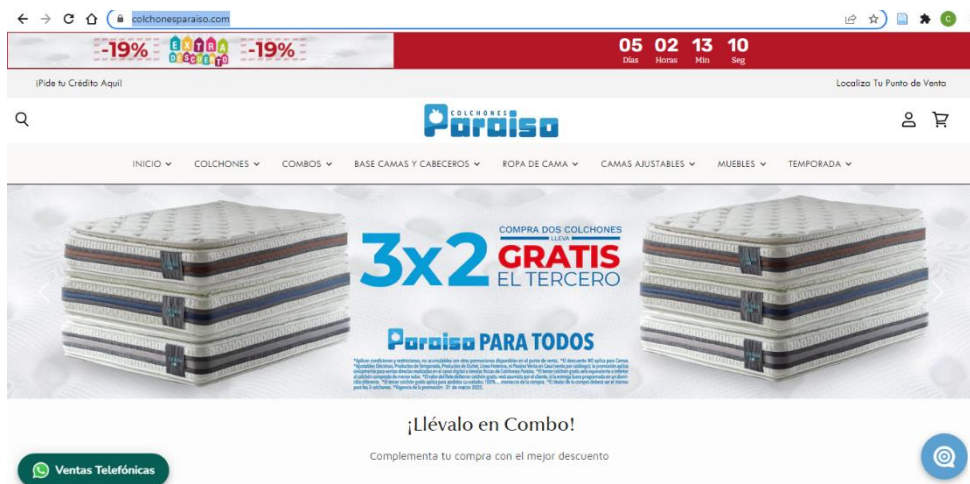 colchonesparaiso.com
C
-19% EXTRA DESCUENTO -19%
05 02 13 10
Días Horas Min Seg
¡Pide tu Crédito Aquí!
Localiza Tu Punto de Venta
COLCHONES
Paraiso
INICIO COLCHONES COMBOS BASE CAMAS Y CABECEROS ROPA DE CAMA CAMAS AJUSTABLES MUEBLES TEMPORADA
3x2
COMPRA DOS COLCHONES
LLEVA
GRATIS
EL TERCERO
Paraiso PARA TODOS
¡Llévalo en Combo!
Complementa tu compra con el mejor descuento
Ventas Telefónicas